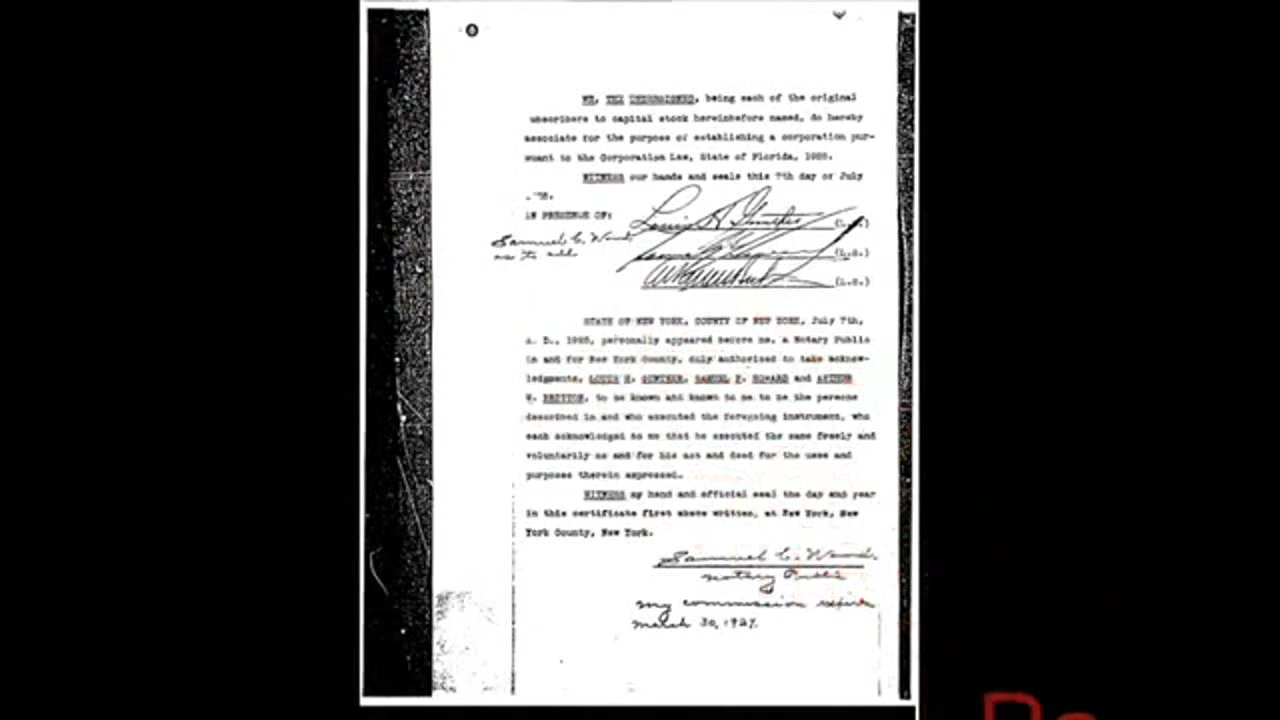 WE, THE UNDERSIGNED, being each of the original
ubscribers to capital stock hereinbefore named, do hereby
associate for the purpose of establishing a corporation pur-
suant to the Corporation Law, State of Florida, 1925.
WITNESS our hands and seals this 7th day of July
IN PRESENCE OF:
Samuel C. Wood
as to all
(L.S.)
(L.S.)
(L.S.)
STATE OF NEW YORK, COUNTY OF NEW YORK, July 7th,
A. D., 1925, personally appeared before me, a Notary Public
in and for New York County, duly authorized to take acknow-
ledgments, LOUIS H. GUNTHER, SAMUEL P. HOWARD and ARTHUR
W. BRITTON, to be known and known to me to be the persons
described in and who executed the foregoing instrument, who
each acknowledged to me that he executed the same freely and
voluntarily as and for his act and deed for the uses and
purposes therein expressed.
WITNESS my hand and official seal the day and year
in this certificate first above written, at New York, New
York County, New York.
Samuel C. Wood.
Notary Public
My commission expires
March 30, 1927.